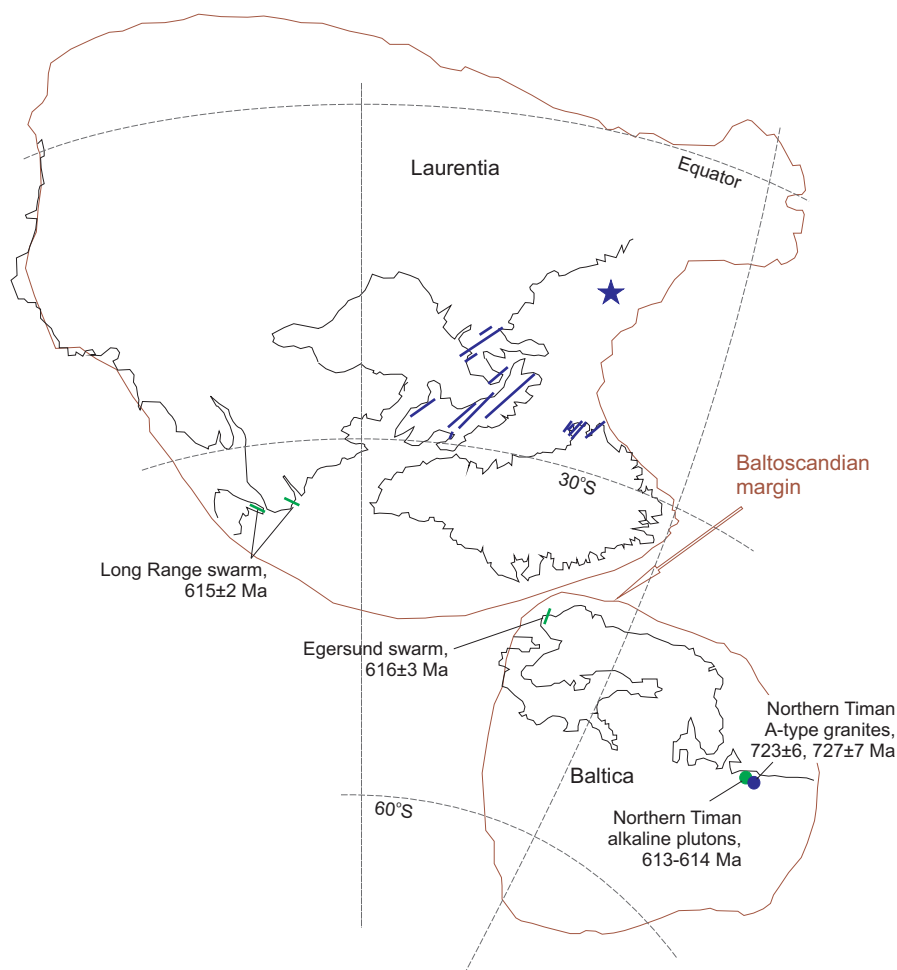 Laurentia
Equator
30°S
Baltoscandian
margin
Long Range swarm,
615±2 Ma
Egersund swarm,
616±3 Ma
Northern Timan
A-type granites,
723±6, 727±7 Ma
Baltica
60°S
Northern Timan
alkaline plutons,
613-614 Ma